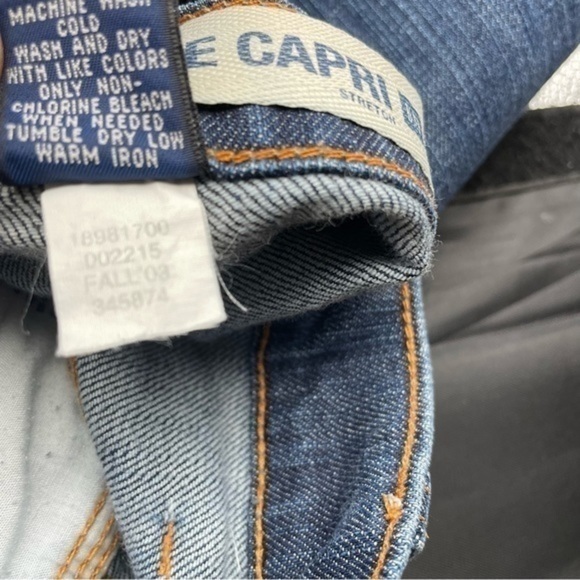 MACHINE WASH
COLD
WASH AND DRY
WITH LIKE COLORS
ONLY NON-
CHLORINE BLEACH
WHEN NEEDED
TUMBLE DRY LOW
WARM IRON
E CAPRI
STRETCH
18981700
002215
FALL'03
345874